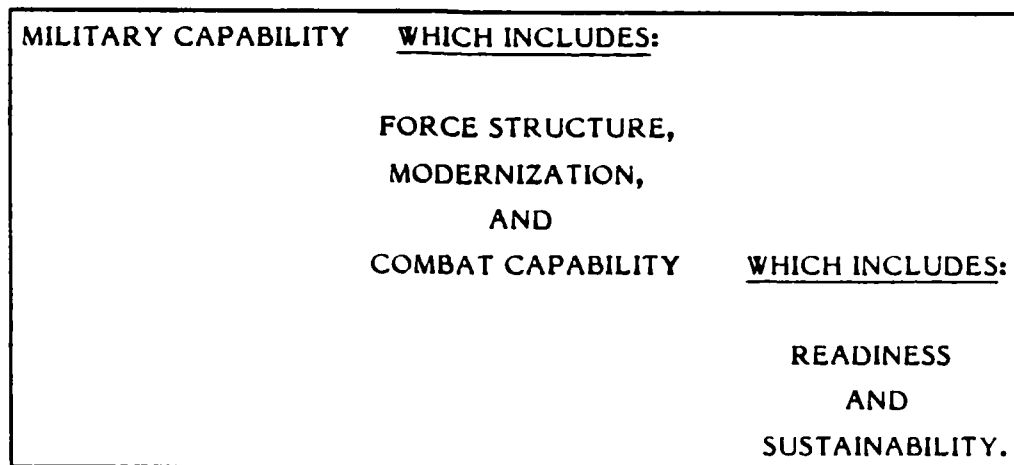 MILITARY CAPABILITY WHICH INCLUDES:
FORCE STRUCTURE,
MODERNIZATION,
AND
COMBAT CAPABILITY WHICH INCLUDES:
READINESS
AND
SUSTAINABILITY.